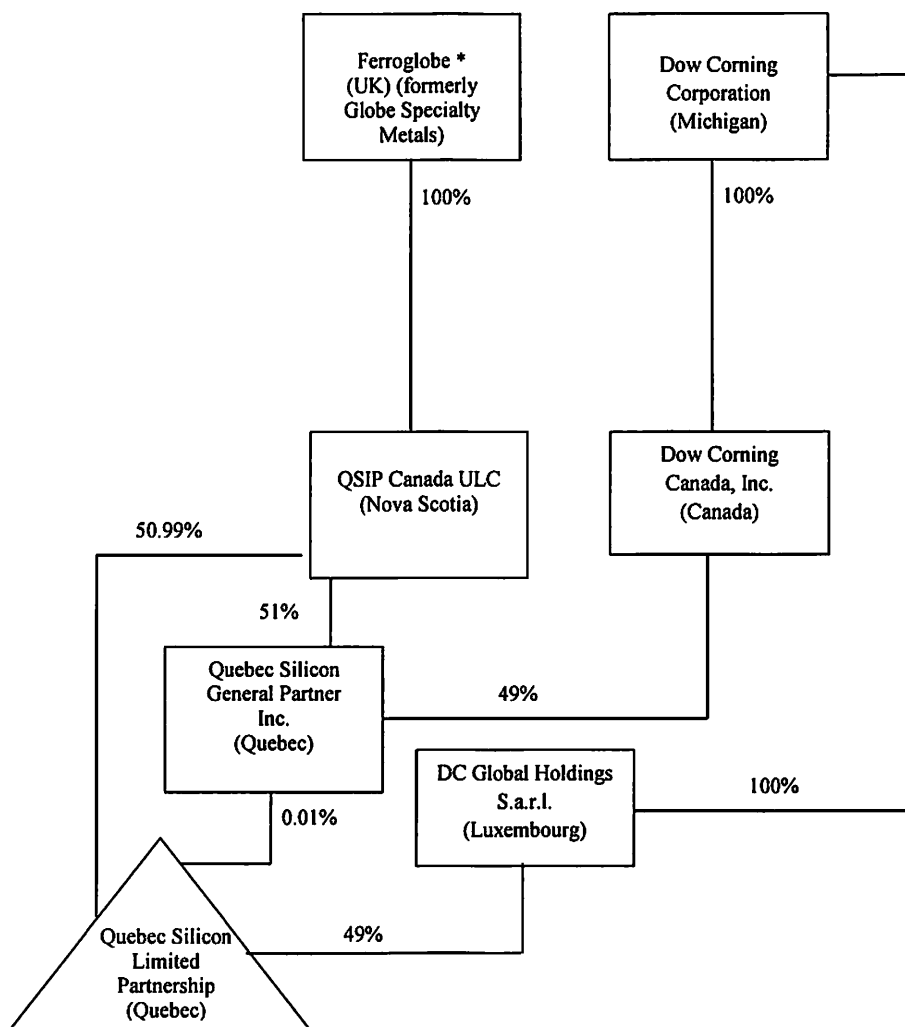 Ferroglobe *
(UK) (formerly
Globe Specialty
Metals)
Dow Corning
Corporation
(Michigan)
100%
100%
QSIP Canada ULC
(Nova Scotia)
Dow Corning
Canada, Inc.
(Canada)
50.99%
51%
Quebec Silicon
General Partner
Inc.
(Quebec)
49%
DC Global Holdings
S.a.r.l.
(Luxembourg)
100%
0.01%
Quebec Silicon
Limited
Partnership
(Quebec)
49%